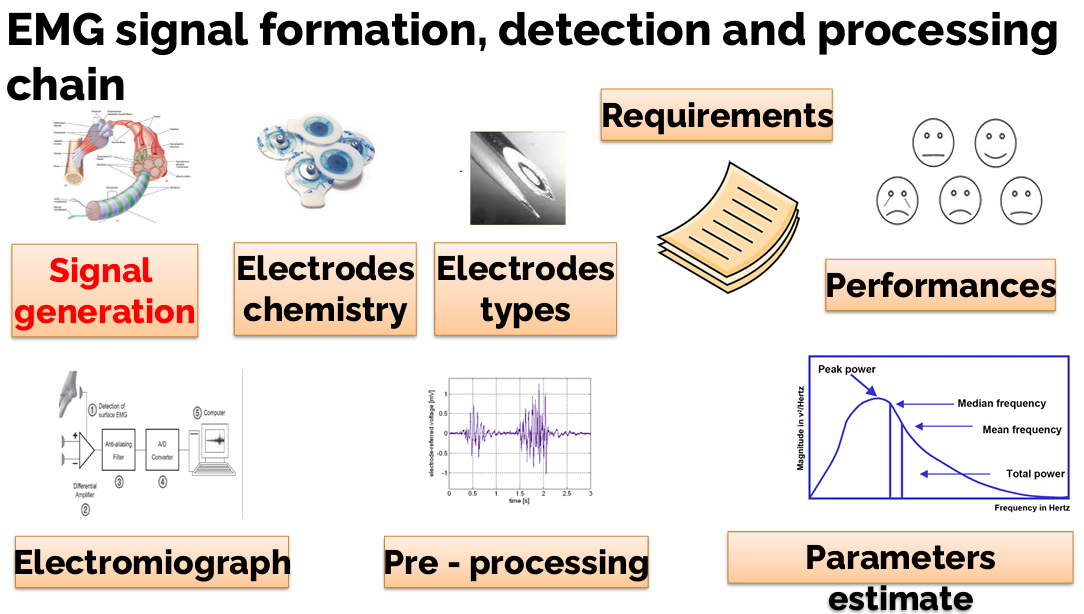 EMG signal formation, detection and processing
chain
Requirements
Signal
generation
Electrodes
chemistry
Electrodes
types
Performances
① Detection of
surface EMG
⑤ Computer
+
−
Anti-aliasing
Filter
A/D
Converter
③
④
Differential
Amplifier
②
electrode-referred voltage [mV]
1
0.5
0
-0.5
-1
0
0.5
1
1.5
2
2.5
3
time [s]
Peak power
Median frequency
Mean frequency
Total power
Magnitude in v²/Hertz
Frequency in Hertz
Electromiograph
Pre - processing
Parameters
estimate